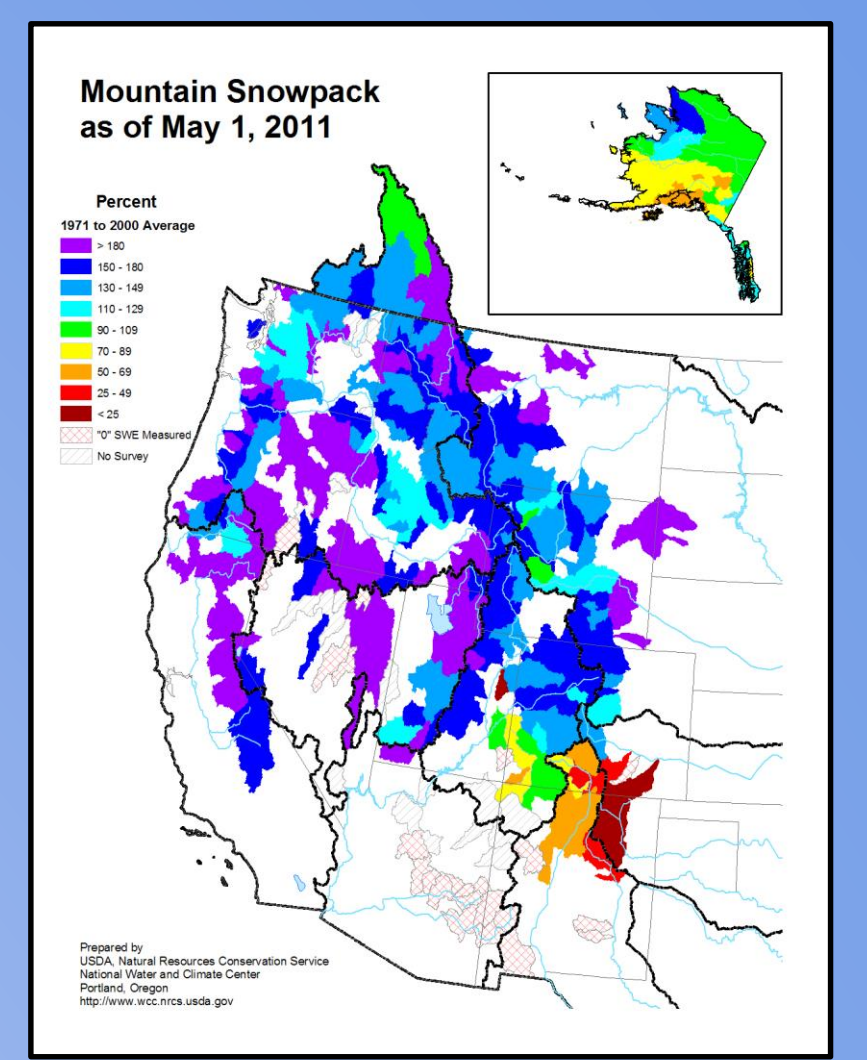 Mountain Snowpack
as of May 1, 2011
Percent
1971 to 2000 Average
> 180
150 - 180
130 - 149
110 - 129
90 - 109
70 - 89
50 - 69
25 - 49
< 25
"0" SWE Measured
No Survey
Prepared by
USDA, Natural Resources Conservation Service
National Water and Climate Center
Portland, Oregon
http://www.wcc.nrcs.usda.gov